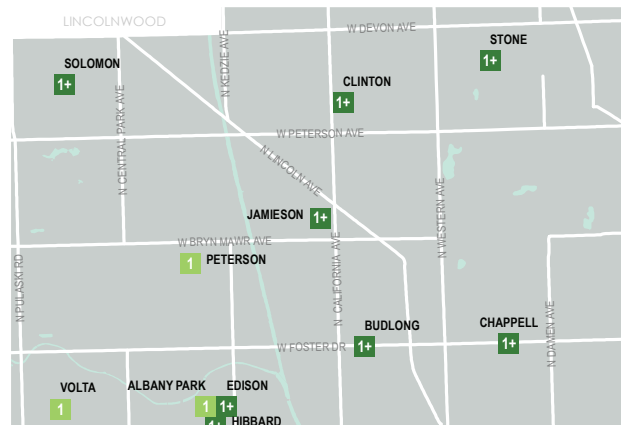 LINCOLNWOOD
W DEVON AVE
STONE
1+
SOLOMON
1+
N KEDZIE AVE
CLINTON
1+
N CENTRAL PARK AVE
W PETERSON AVE
N LINCOLN AVE
JAMIESON
1+
N WESTERN AVE
W BRYN MAWR AVE
1
PETERSON
N PULASKI RD
N CALIFORNIA AVE
BUDLONG
1+
CHAPPELL
1+
N DAMEN AVE
W FOSTER DR
VOLTA
1
ALBANY PARK
1
EDISON
1+
1+
HIBBARD